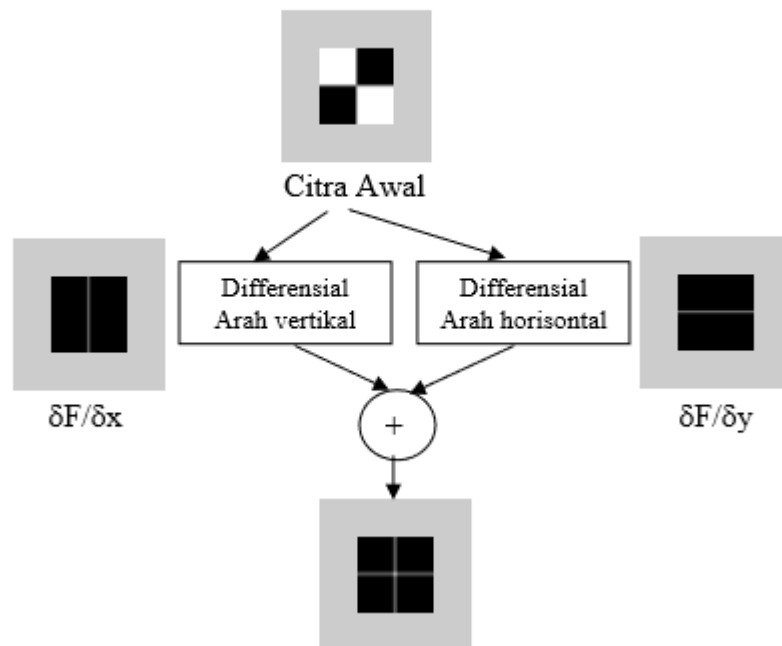 Citra Awal
Differensial
Arah vertikal
Differensial
Arah horisontal
δF/δx
δF/δy
+